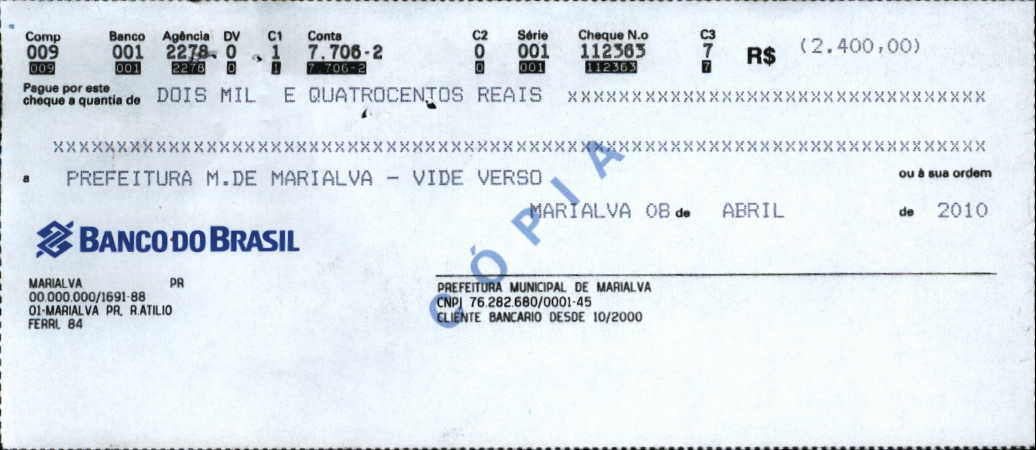 Comp Banco Agência DV C1 Conta C2 Série Cheque N.o C3
009 001 2278 0 1 7.706-2 0 001 112363 7 R$ (2.400,00)
009 001 2278 0 1 7.706-2 0 001 112363 7
Pague por este
cheque a quantia de DOIS MIL E QUATROCENTOS REAIS XXXXXXXXXXXXXXXXXXXXXXXXXXXXXXXXXXXXX
XXXXXXXXXXXXXXXXXXXXXXXXXXXXXXXXXXXXXXXXXXXXXXXXXXXXXXXXXXXXXXXXXXXXXXXXXXXXXXXX
a PREFEITURA M.DE MARIALVA - VIDE VERSO ou à sua ordem
MARIALVA 08 de ABRIL de 2010
BANCO DO BRASIL
CÓPIA
MARIALVA PR
00.000.000/1691-88
01-MARIALVA PR, R.ATILIO
FERRI, 84
PREFEITURA MUNICIPAL DE MARIALVA
CNPJ 76.282.680/0001-45
CLIENTE BANCARIO DESDE 10/2000